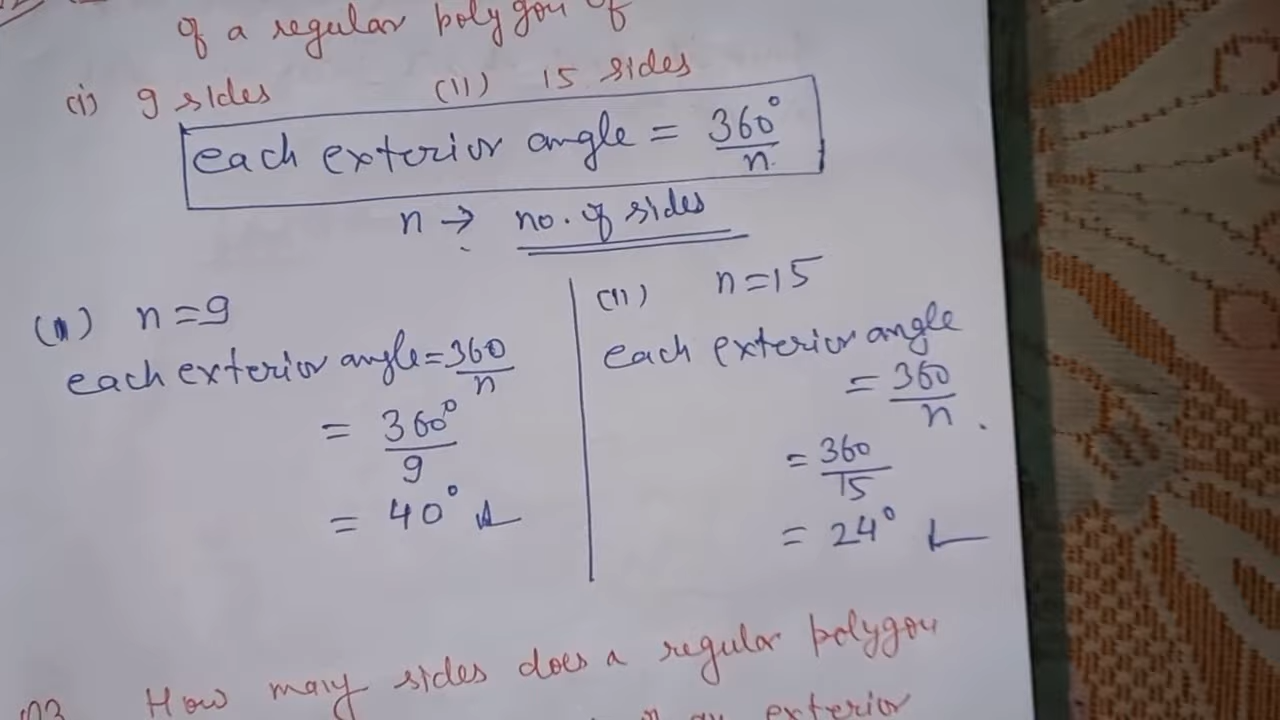 of a regular polygon of
(i) 9 sides (II) 15 sides
each exterior angle = 360°/n
n → no. of sides
(I) n=9
each exterior angle = 360/n
= 360°/9
= 40°
(II) n=15
each exterior angle
= 360/n.
= 360/15
= 24°
How many sides does a regular polygon
exterior